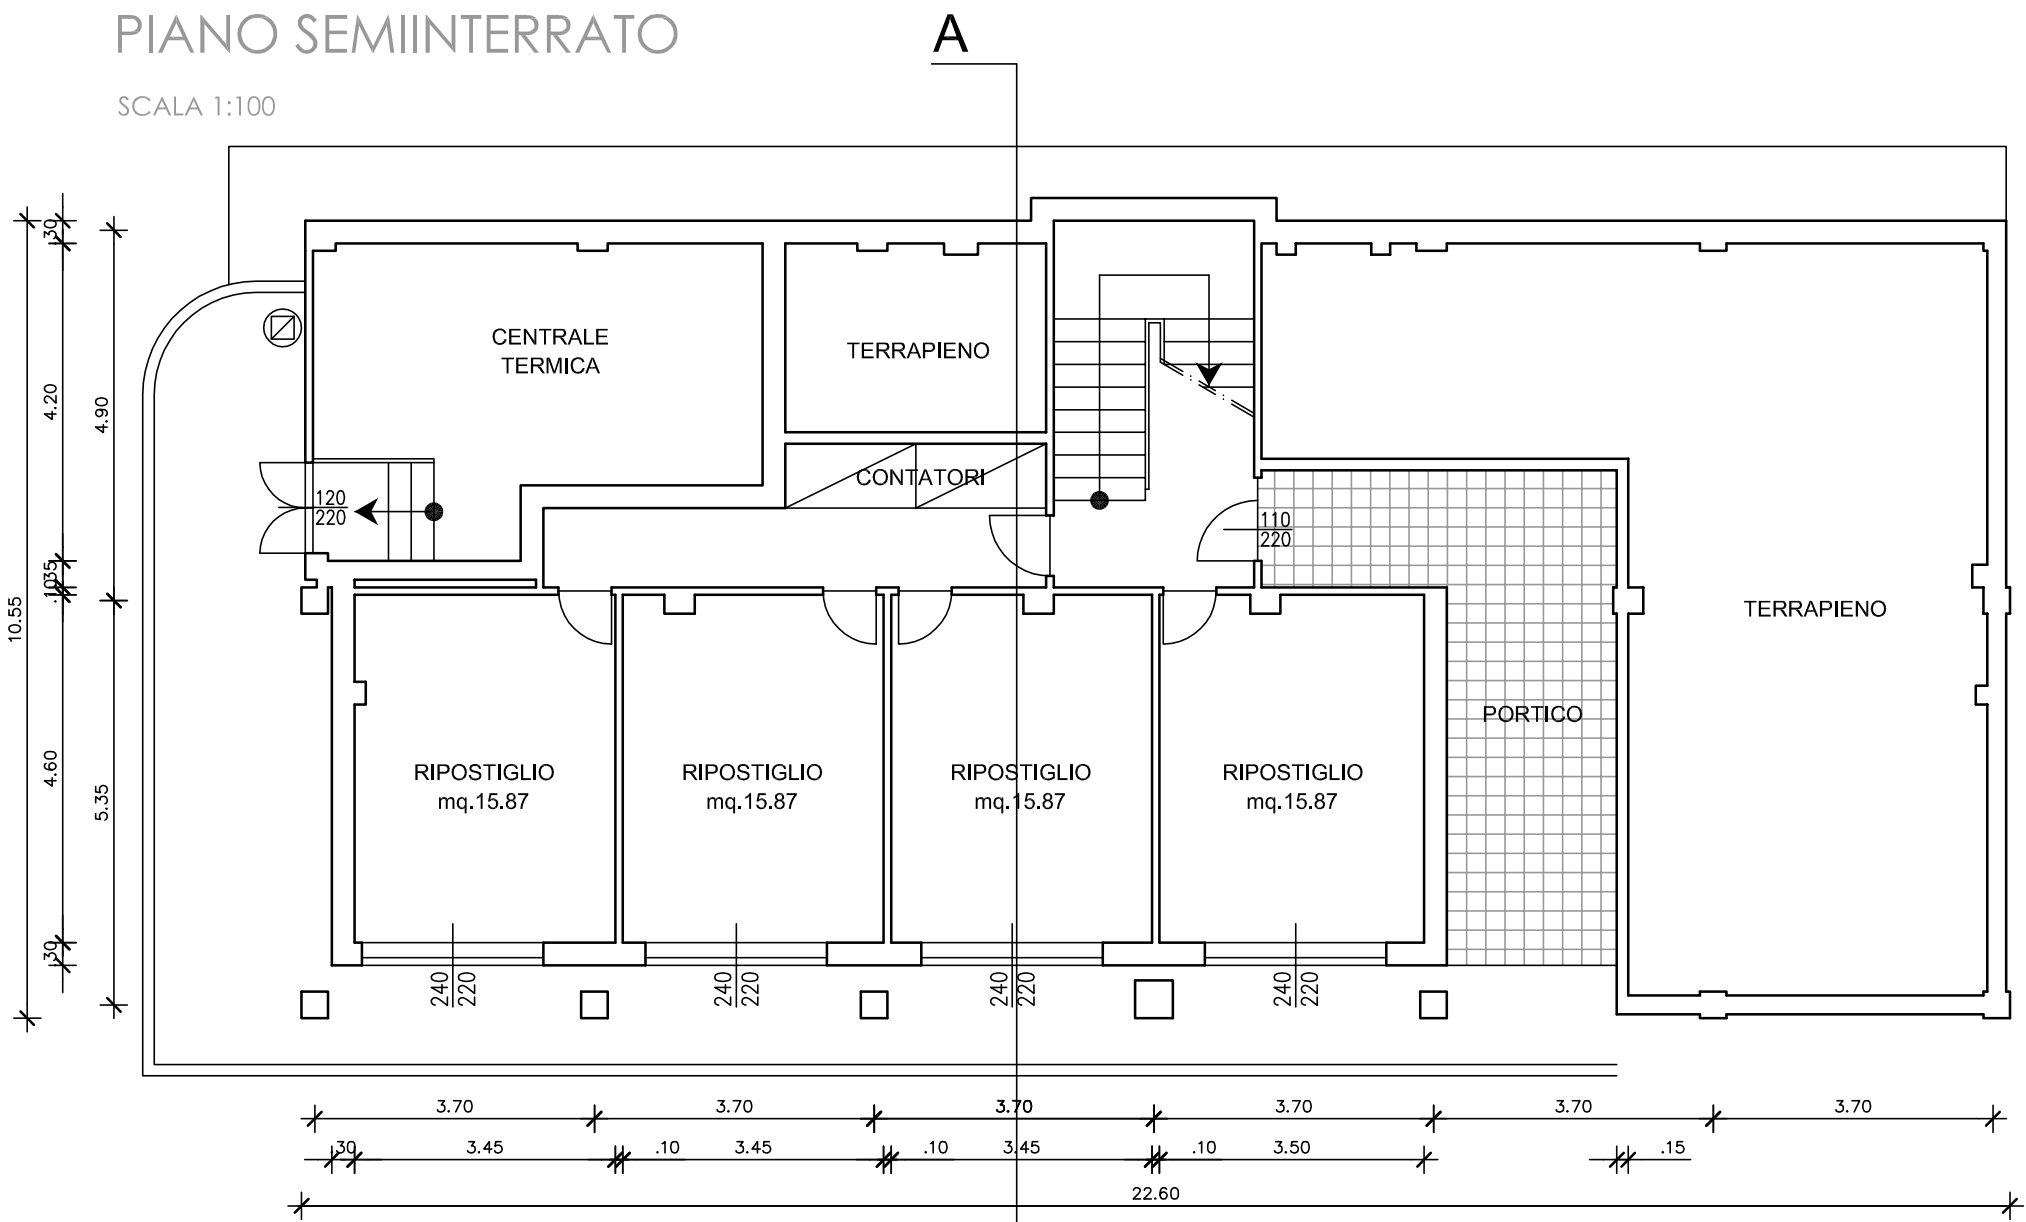 PIANO SEMIINTERRATO
SCALA 1:100
A
CENTRALE
TERMICA
TERRAPIENO
CONTATORI
120
220
110
220
TERRAPIENO
PORTICO
RIPOSTIGLIO
mq.15.87
RIPOSTIGLIO
mq.15.87
RIPOSTIGLIO
mq.15.87
RIPOSTIGLIO
mq.15.87
240
220
240
220
240
220
240
220
10.55
.30
4.20
.35
.10
4.60
.30
4.90
5.35
3.70
3.70
3.70
3.70
3.70
3.70
.30
3.45
.10
3.45
.10
3.45
.10
3.50
.15
22.60